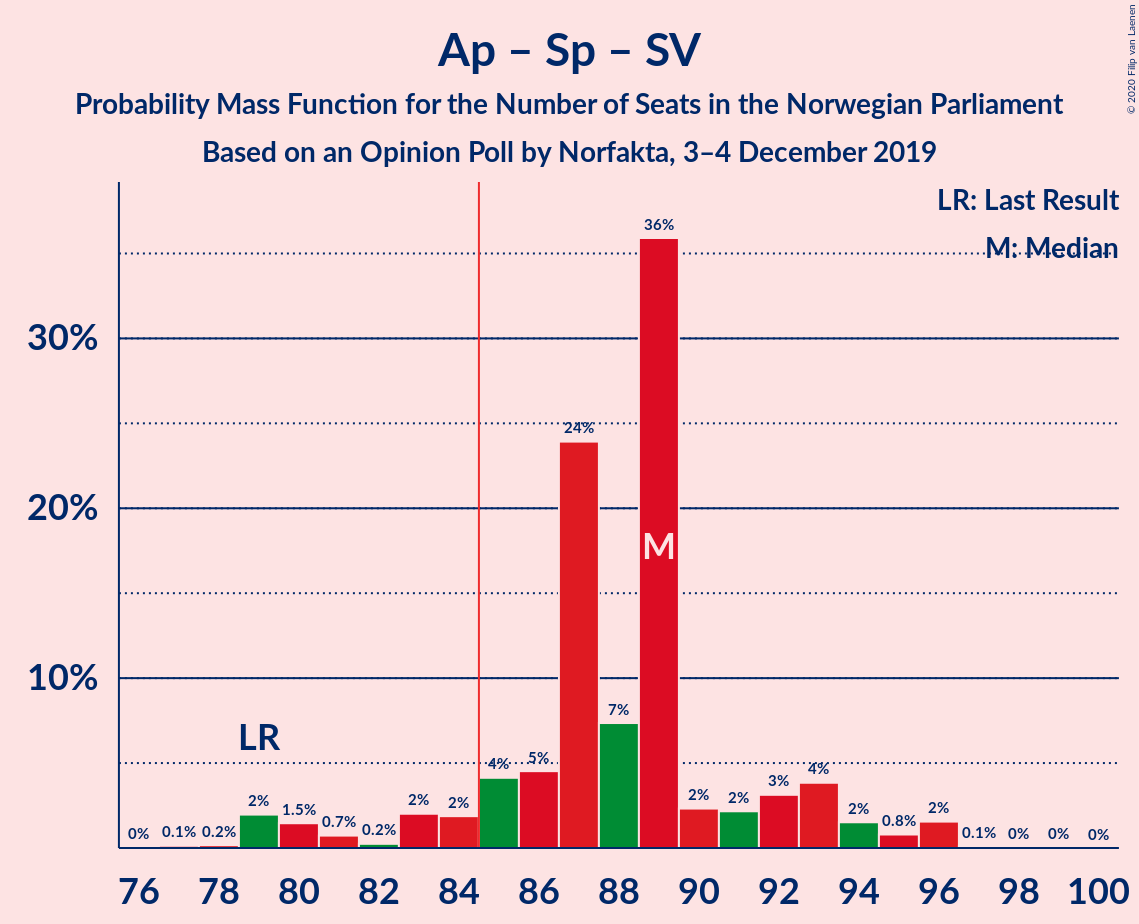 Ap – Sp – SV
Probability Mass Function for the Number of Seats in the Norwegian Parliament
Based on an Opinion Poll by Norfakta, 3–4 December 2019
© 2020 Filip van Laenen
LR: Last Result
M: Median
30%
20%
10%
LR
M
0% 0.1% 0.2% 2% 1.5% 0.7% 0.2% 2% 2% 4% 5% 24% 7% 36% 2% 2% 3% 4% 2% 0.8% 2% 0.1% 0% 0% 0%
76 78 80 82 84 86 88 90 92 94 96 98 100